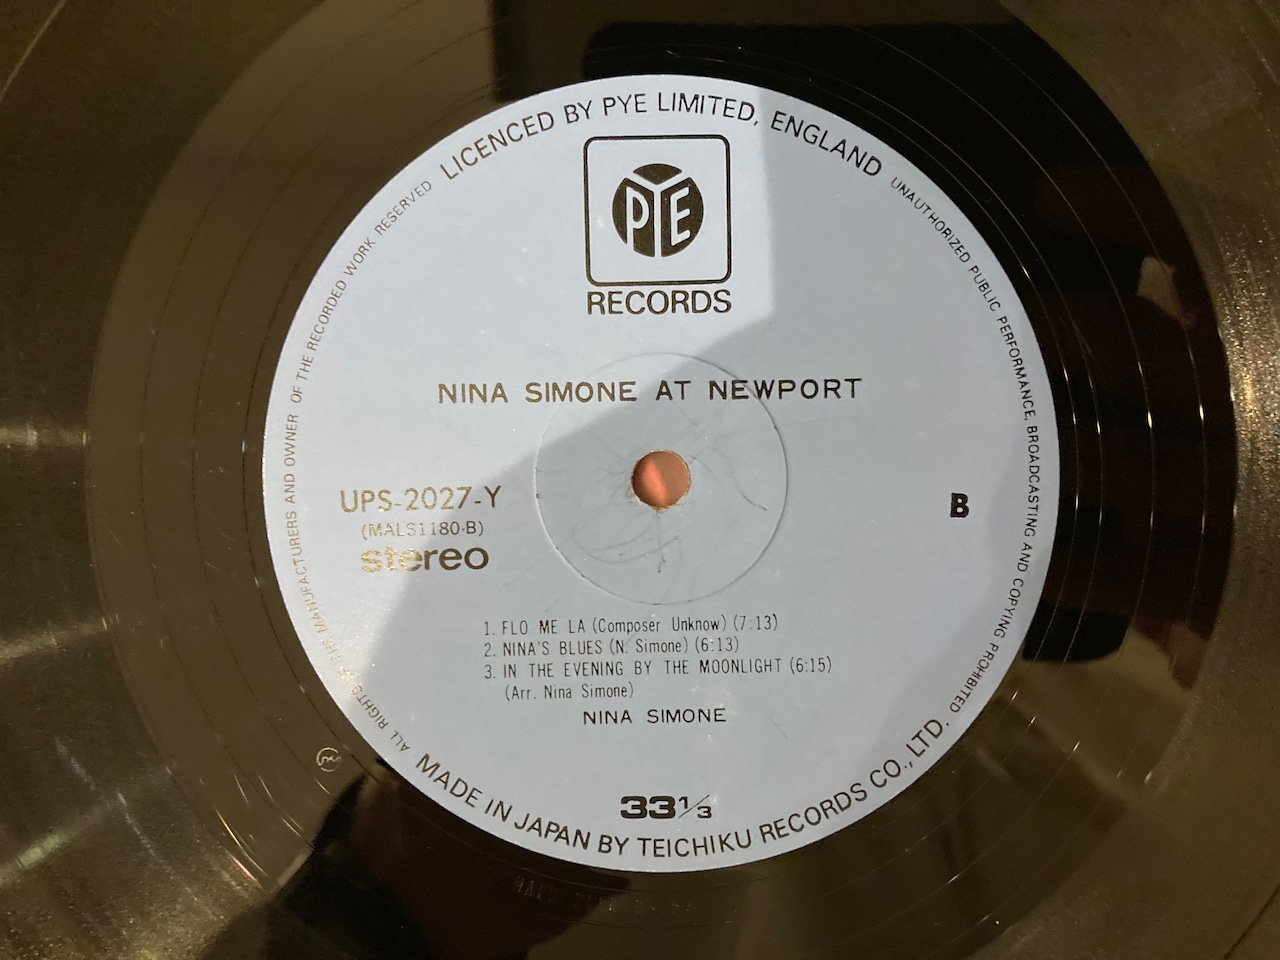 LICENCED BY PYE LIMITED, ENGLAND
UNAUTHORIZED PUBLIC PERFORMANCE, BROADCASTING AND COPYING PROHIBITED
PYE
RECORDS
NINA SIMONE AT NEWPORT
UPS-2027-Y
(MALS1180-B)
stereo
B
1. FLO ME LA (Composer Unknow) (7:13)
2. NINA'S BLUES (N. Simone) (6:13)
3. IN THE EVENING BY THE MOONLIGHT (6:15)
(Arr. Nina Simone)
NINA SIMONE
33 1/3
MADE IN JAPAN BY TEICHIKU RECORDS CO., LTD.
ALL RIGHTS OF THE MANUFACTURERS AND OWNER OF THE RECORDED WORK RESERVED